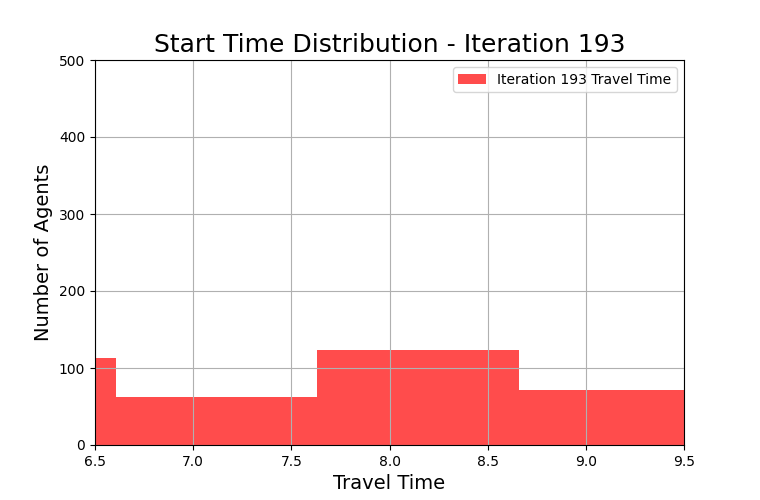 Start Time Distribution - Iteration 193
Iteration 193 Travel Time
Number of Agents
500
400
300
200
100
0
6.5 7.0 7.5 8.0 8.5 9.0 9.5
Travel Time